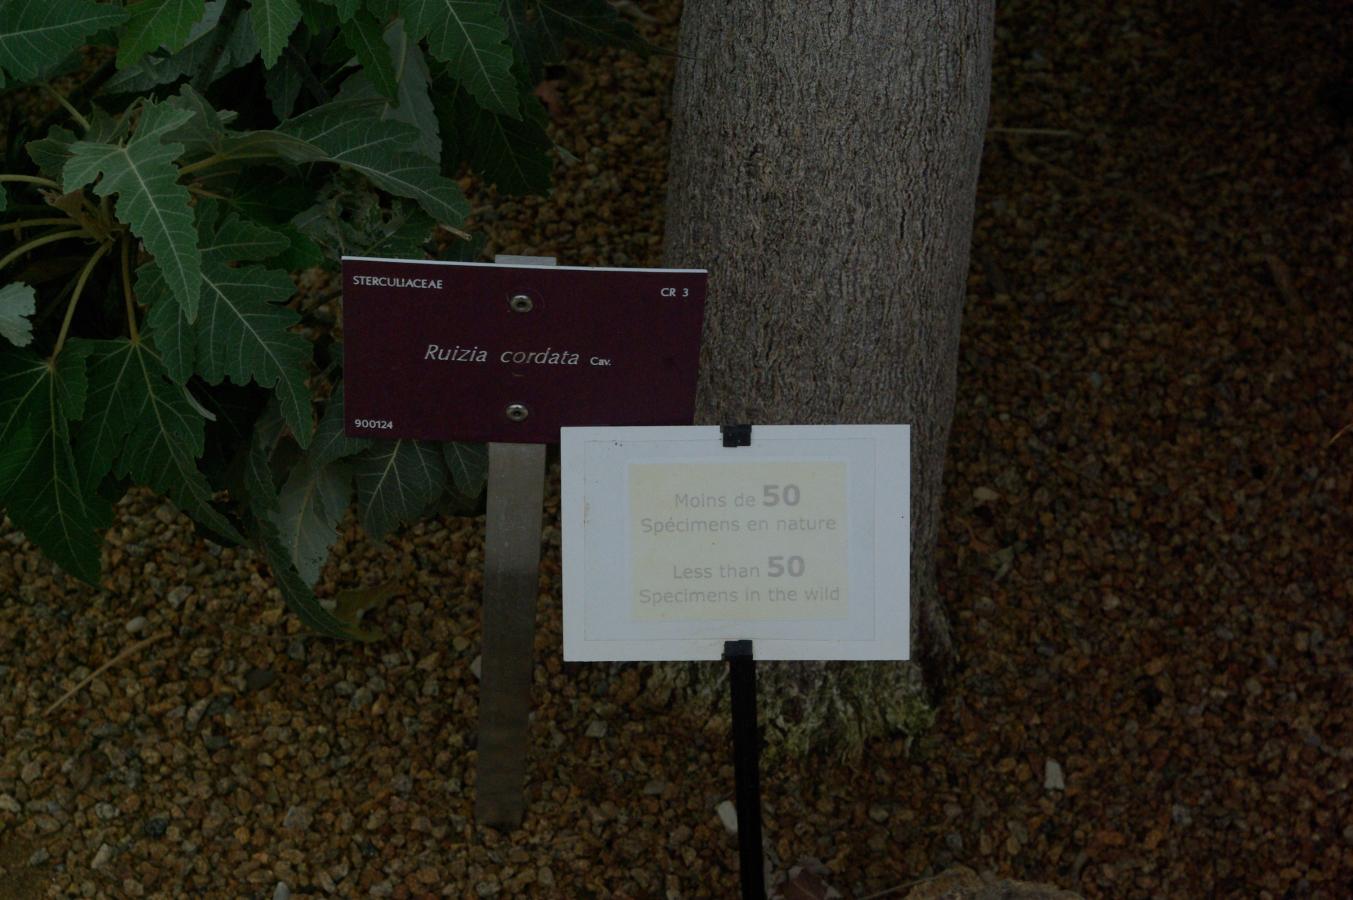 STERCULIACEAE
CR 3
Ruizia cordata Cav.
900124
Moins de 50
Spécimens en nature
Less than 50
Specimens in the wild